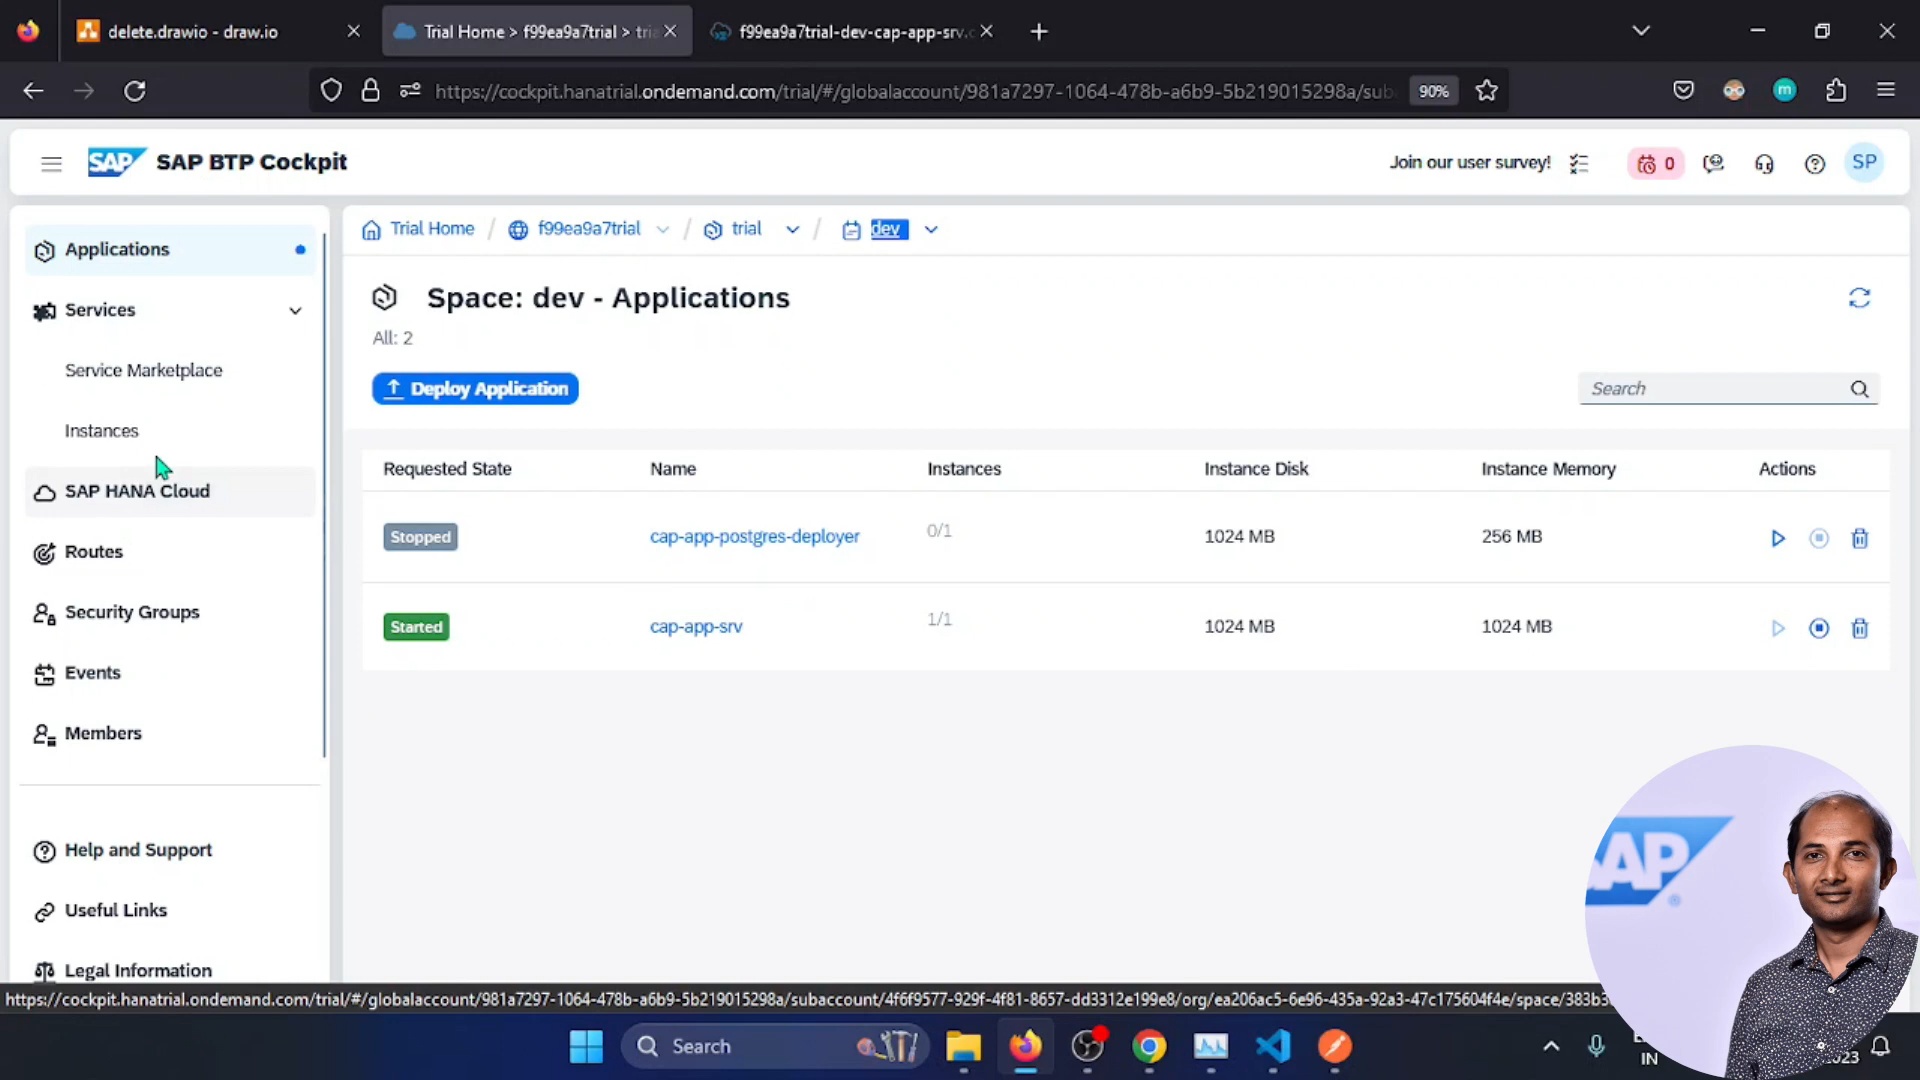 delete.drawio - draw.io
Trial Home > f99ea9a7trial > tria
f99ea9a7trial-dev-cap-app-srv.c
https://cockpit.hanatrial.ondemand.com/trial/#/globalaccount/981a7297-1064-478b-a6b9-5b219015298a/sub
90%
m
SAP
SAP BTP Cockpit
Join our user survey!
0
SP
Applications
Services
Service Marketplace
Instances
SAP HANA Cloud
Routes
Security Groups
Events
Members
Help and Support
Useful Links
Legal Information
Trial Home / f99ea9a7trial / trial / dev
Space: dev - Applications
All: 2
Deploy Application
Search
Requested State Name Instances Instance Disk Instance Memory Actions
Stopped cap-app-postgres-deployer 0/1 1024 MB 256 MB
Started cap-app-srv 1/1 1024 MB 1024 MB
SAP
https://cockpit.hanatrial.ondemand.com/trial/#/globalaccount/981a7297-1064-478b-a6b9-5b219015298a/subaccount/4f6f9577-929f-4f81-8657-dd3312e199e8/org/ea206ac5-6e96-435a-92a3-47c175604f4e/space/383b3
Search
IN